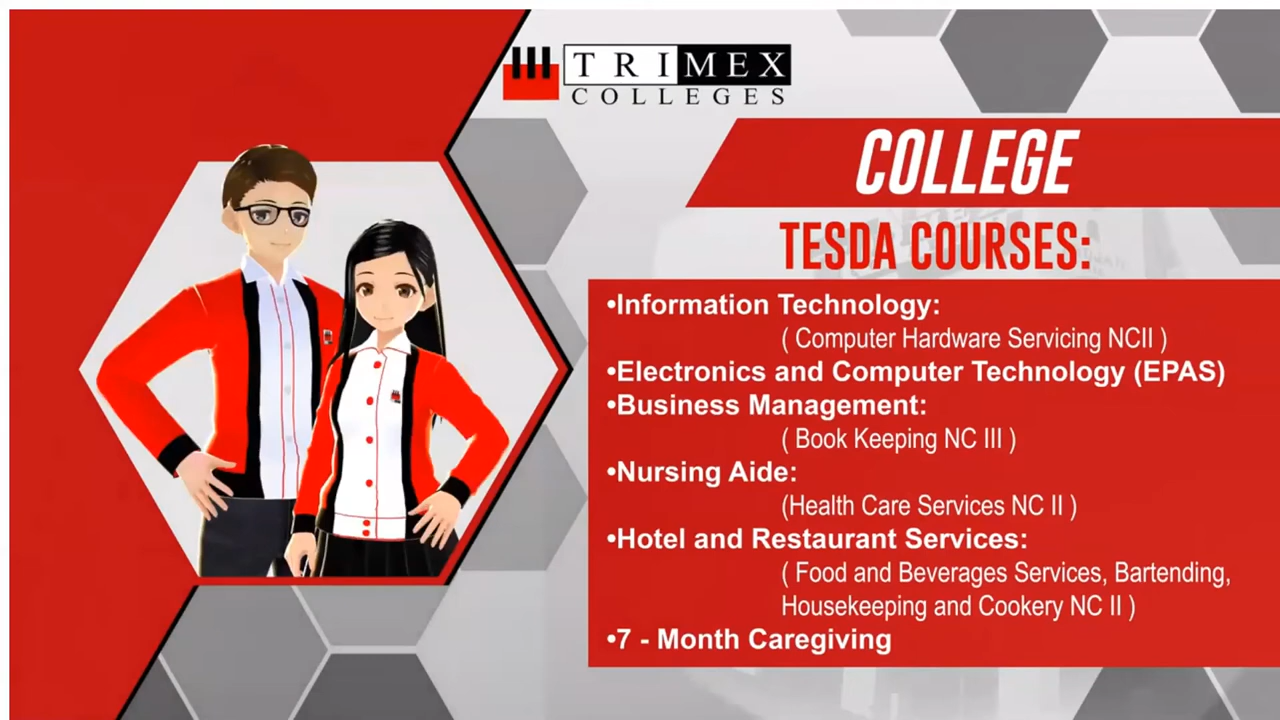 TRIMEX
COLLEGES
COLLEGE
TESDA COURSES:
•Information Technology:
( Computer Hardware Servicing NCII )
•Electronics and Computer Technology (EPAS)
•Business Management:
( Book Keeping NC III )
•Nursing Aide:
(Health Care Services NC II )
•Hotel and Restaurant Services:
( Food and Beverages Services, Bartending,
Housekeeping and Cookery NC II )
•7 - Month Caregiving